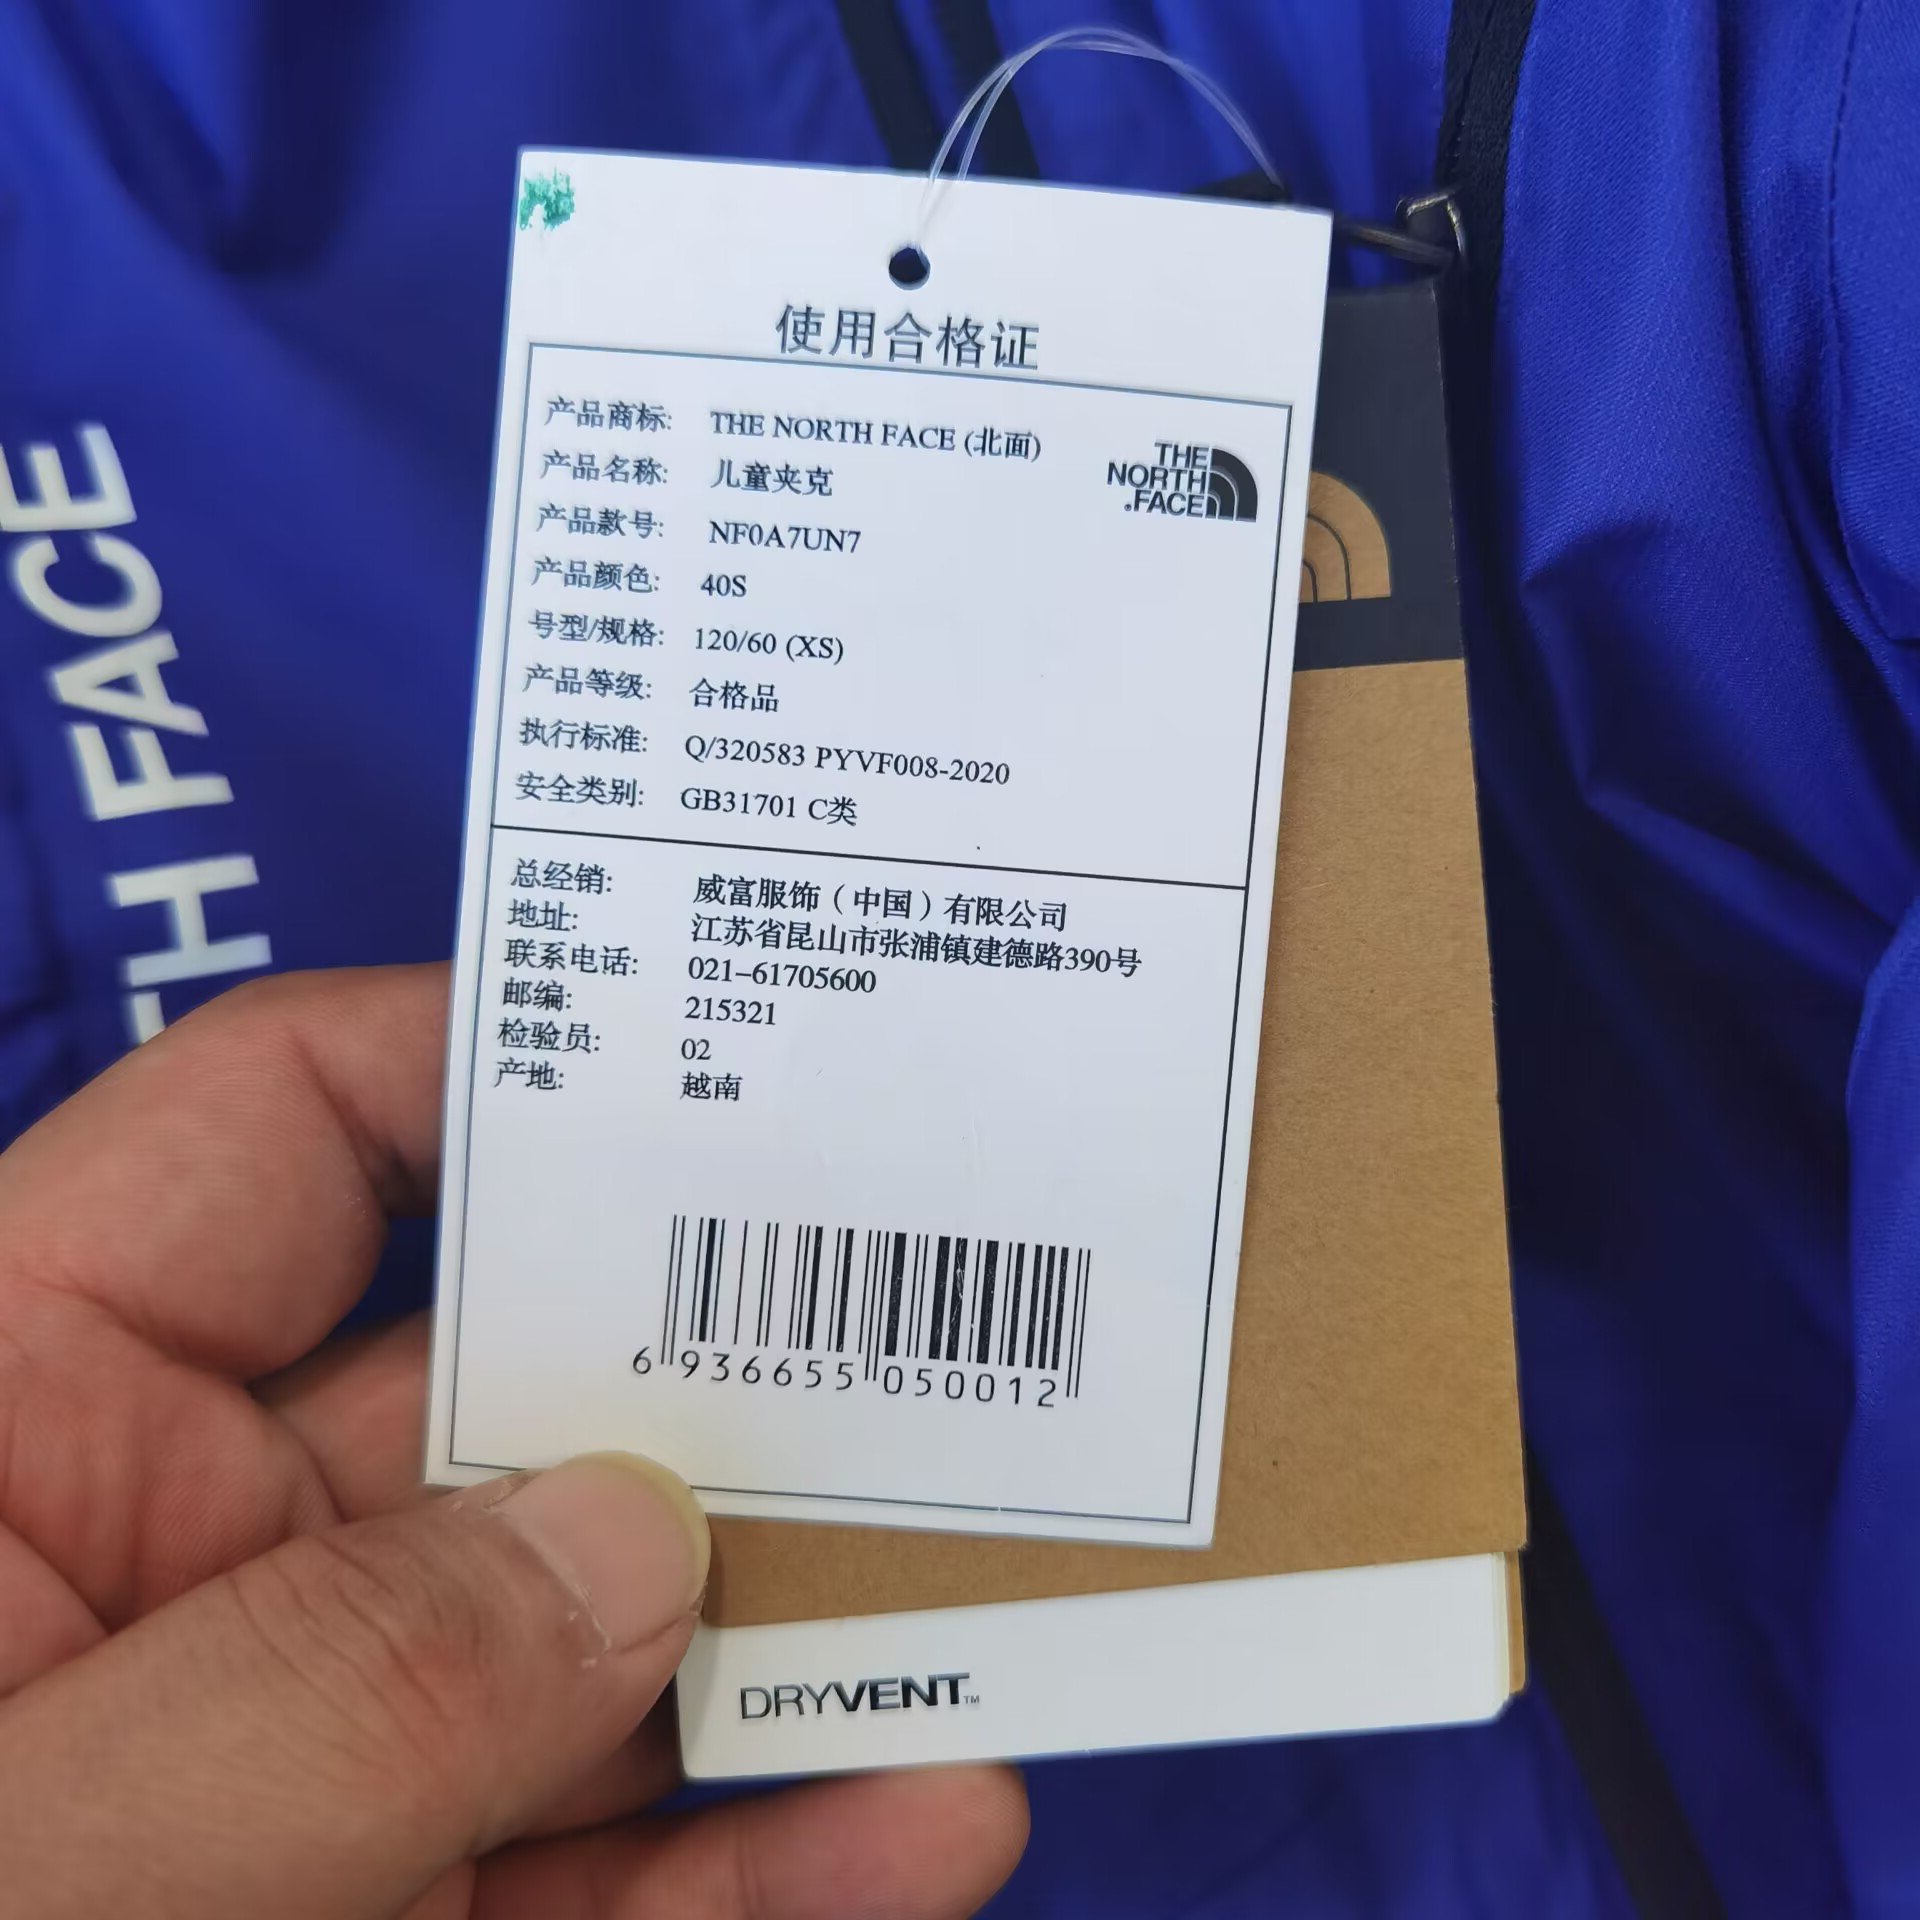 使用合格证
产品商标: THE NORTH FACE (北面)
产品名称: 儿童夹克
产品款号: NF0A7UN7
产品颜色: 40S
号型/规格: 120/60 (XS)
产品等级: 合格品
执行标准: Q/320583 PYVF008-2020
安全类别: GB31701 C类
THE
NORTH
FACE
总经销: 威富服饰（中国）有限公司
地址: 江苏省昆山市张浦镇建德路390号
联系电话: 021-61705600
邮编: 215321
检验员: 02
产地: 越南
6 936655 050012
DRYVENT™
TH FACE